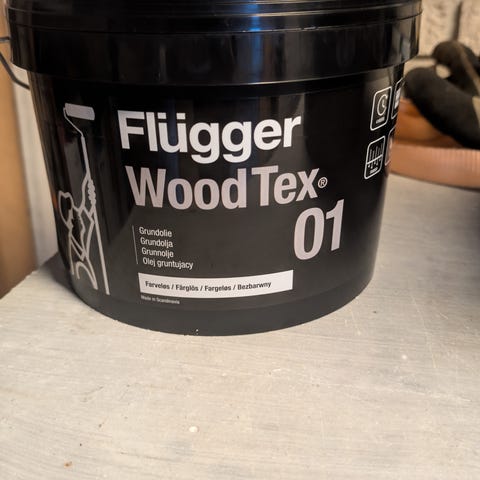 Flügger
WoodTex®
01
Grundolie
Grundolja
Grunnolje
Olej gruntujacy
Farveløs / Färglös / Fargeløs / Bezbarwny
Made in Scandinavia